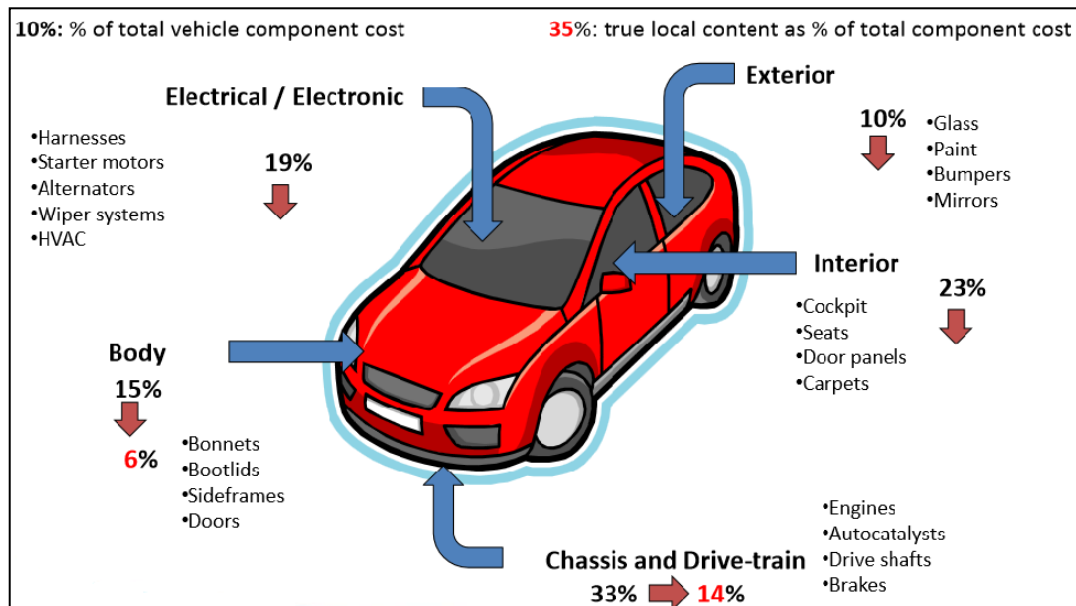 10%: % of total vehicle component cost
35%: true local content as % of total component cost
Electrical / Electronic
•Harnesses
•Starter motors
•Alternators
•Wiper systems
•HVAC
19%
Exterior
10%
•Glass
•Paint
•Bumpers
•Mirrors
Interior
23%
•Cockpit
•Seats
•Door panels
•Carpets
Body
15%
6%
•Bonnets
•Bootlids
•Sideframes
•Doors
Chassis and Drive-train
33%
14%
•Engines
•Autocatalysts
•Drive shafts
•Brakes